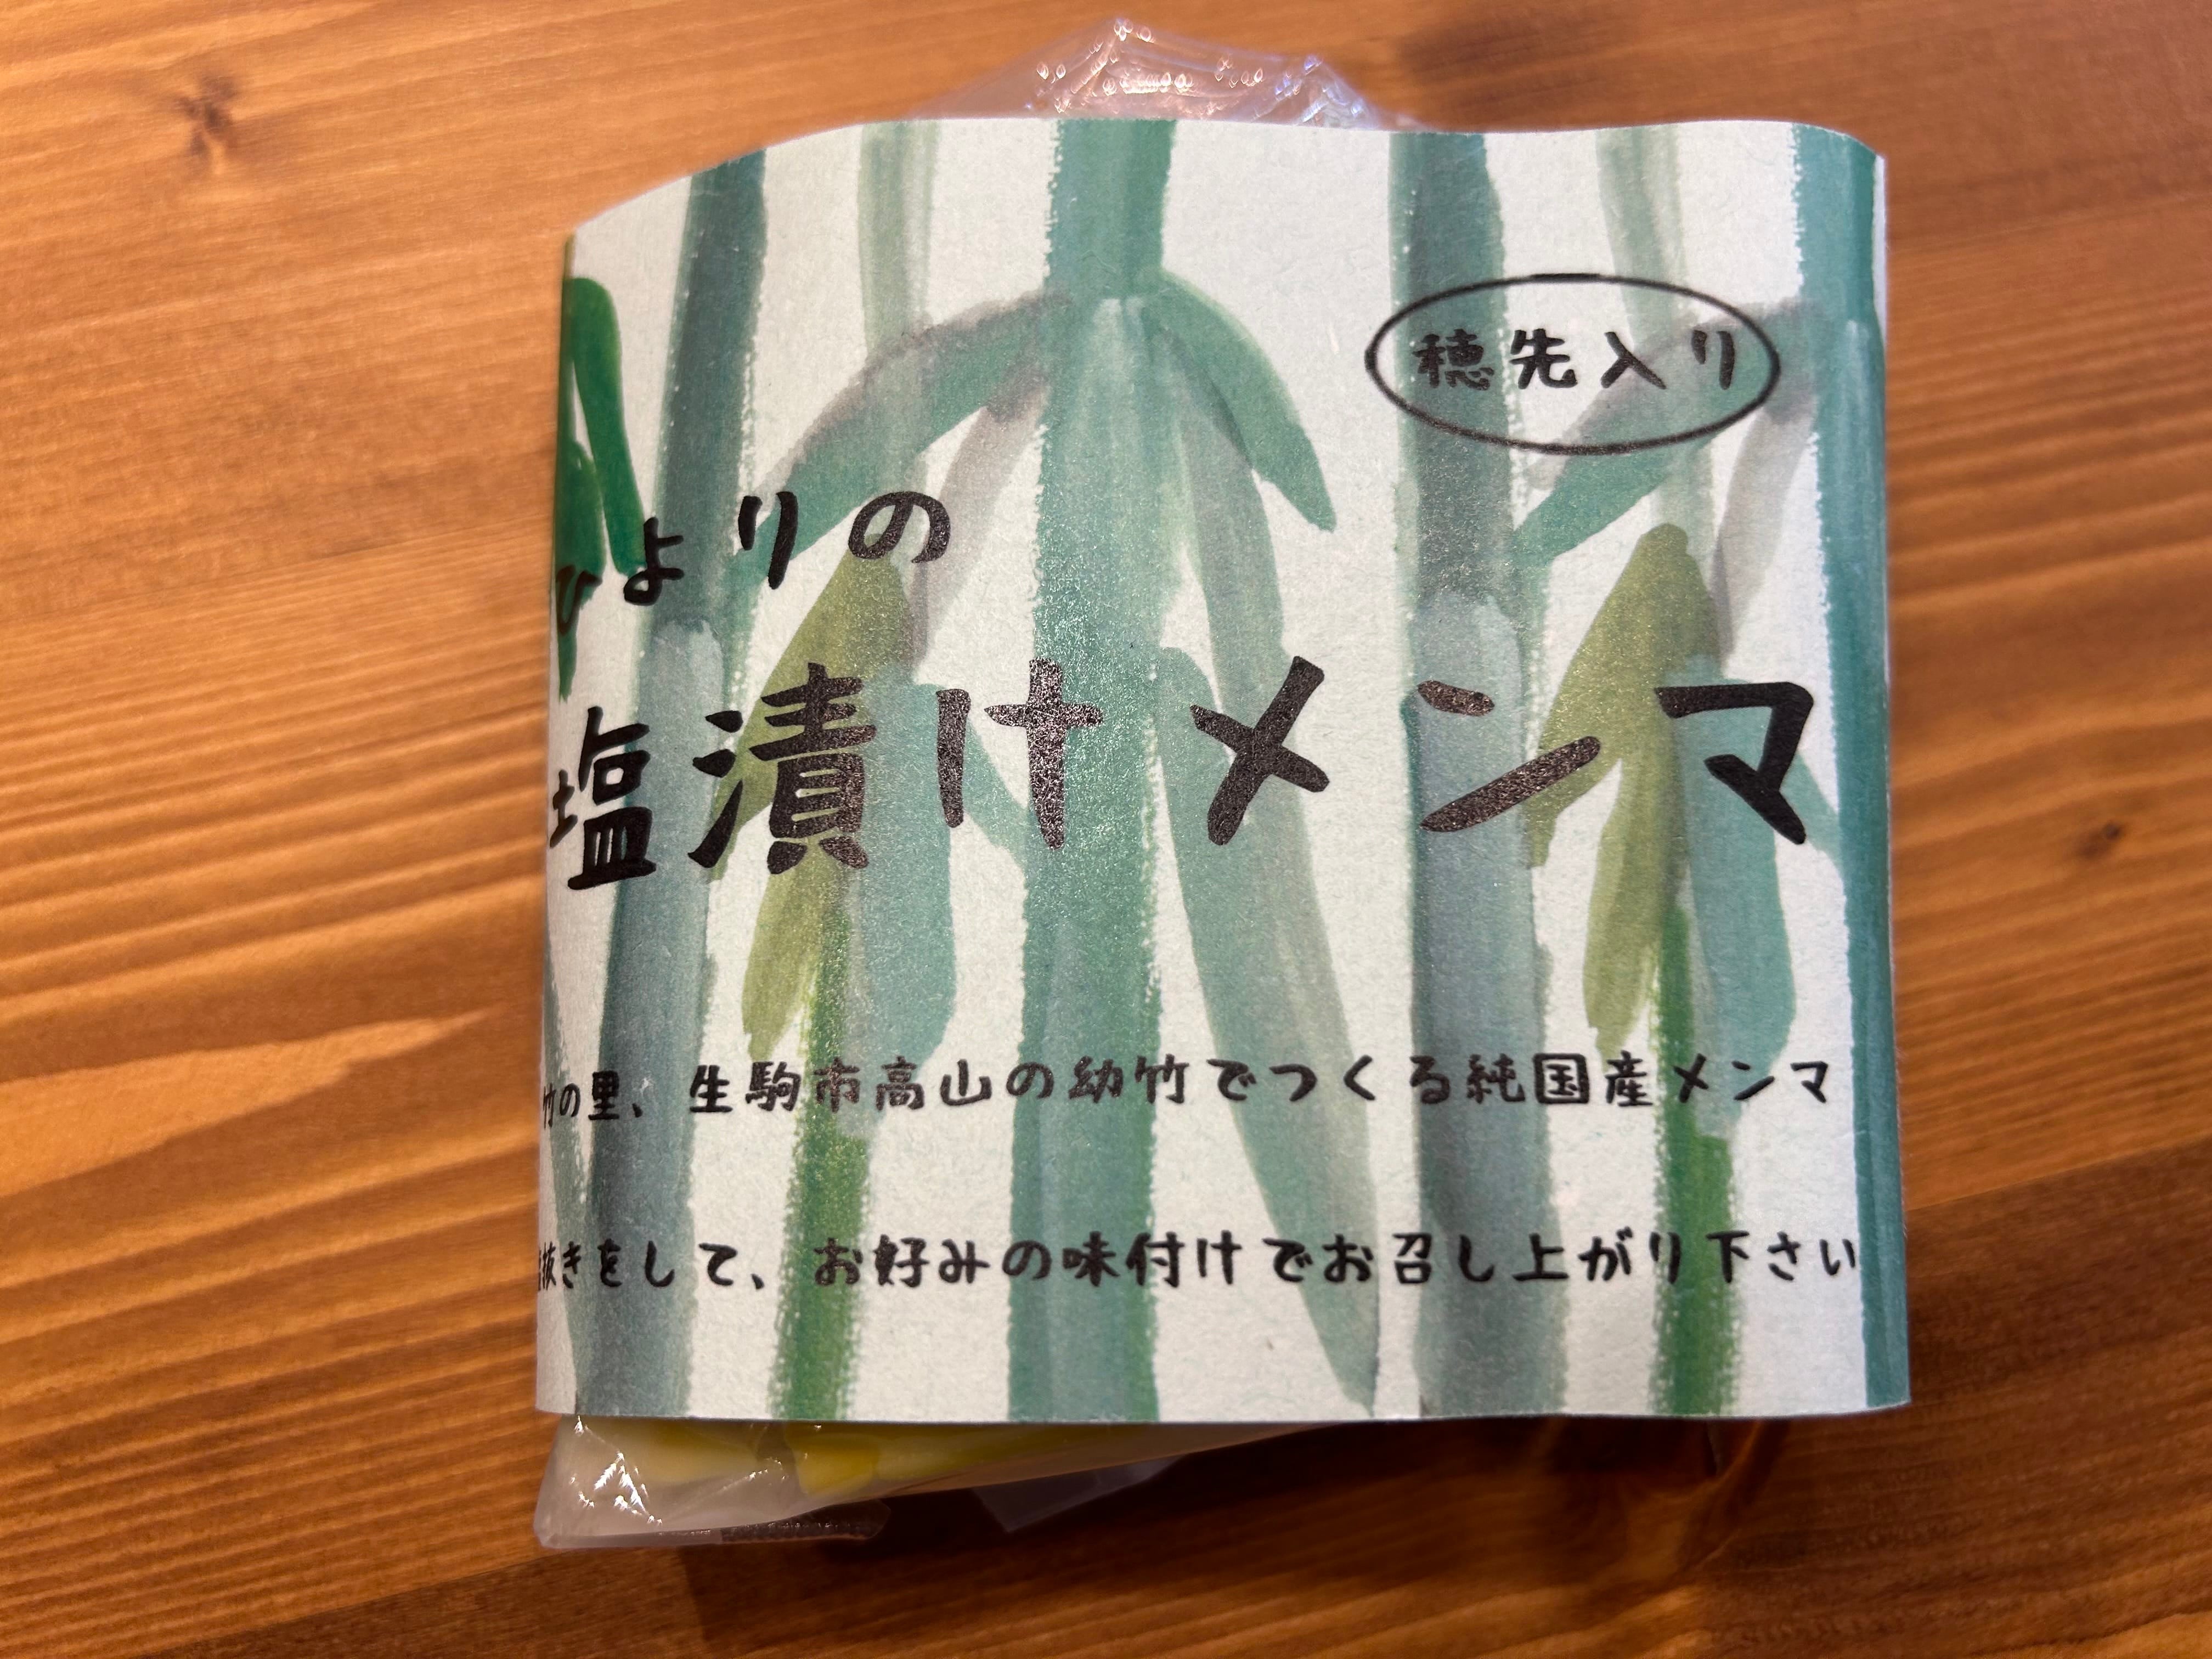 穂先入り
ひよりの
塩漬けメンマ
竹の里、生駒市高山の幼竹でつくる純国産メンマ
抜きをして、お好みの味付けでお召し上がり下さい